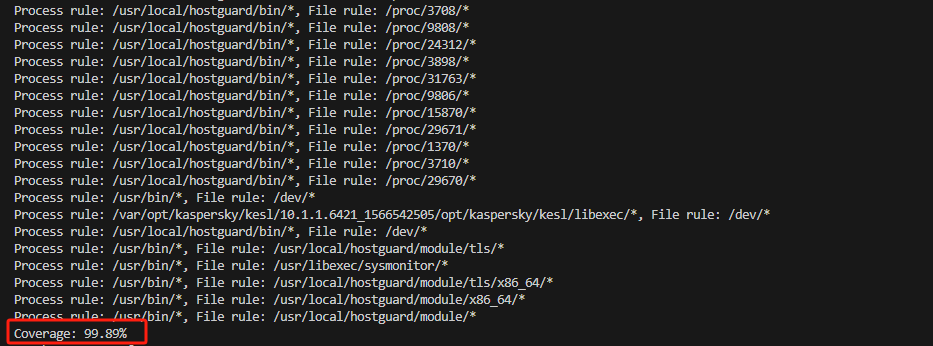 Process rule: /usr/local/hostguard/bin/*, File rule: /proc/3708/*
Process rule: /usr/local/hostguard/bin/*, File rule: /proc/9808/*
Process rule: /usr/local/hostguard/bin/*, File rule: /proc/24312/*
Process rule: /usr/local/hostguard/bin/*, File rule: /proc/3898/*
Process rule: /usr/local/hostguard/bin/*, File rule: /proc/31763/*
Process rule: /usr/local/hostguard/bin/*, File rule: /proc/9806/*
Process rule: /usr/local/hostguard/bin/*, File rule: /proc/15870/*
Process rule: /usr/local/hostguard/bin/*, File rule: /proc/29671/*
Process rule: /usr/local/hostguard/bin/*, File rule: /proc/1370/*
Process rule: /usr/local/hostguard/bin/*, File rule: /proc/3710/*
Process rule: /usr/local/hostguard/bin/*, File rule: /proc/29670/*
Process rule: /usr/bin/*, File rule: /dev/*
Process rule: /var/opt/kaspersky/kesl/10.1.1.6421_1566542505/opt/kaspersky/kesl/libexec/*, File rule: /dev/*
Process rule: /usr/local/hostguard/bin/*, File rule: /dev/*
Process rule: /usr/bin/*, File rule: /usr/local/hostguard/module/tls/*
Process rule: /usr/bin/*, File rule: /usr/libexec/sysmonitor/*
Process rule: /usr/bin/*, File rule: /usr/local/hostguard/module/tls/x86_64/*
Process rule: /usr/bin/*, File rule: /usr/local/hostguard/module/x86_64/*
Process rule: /usr/bin/*, File rule: /usr/local/hostguard/module/*
Coverage: 99.89%